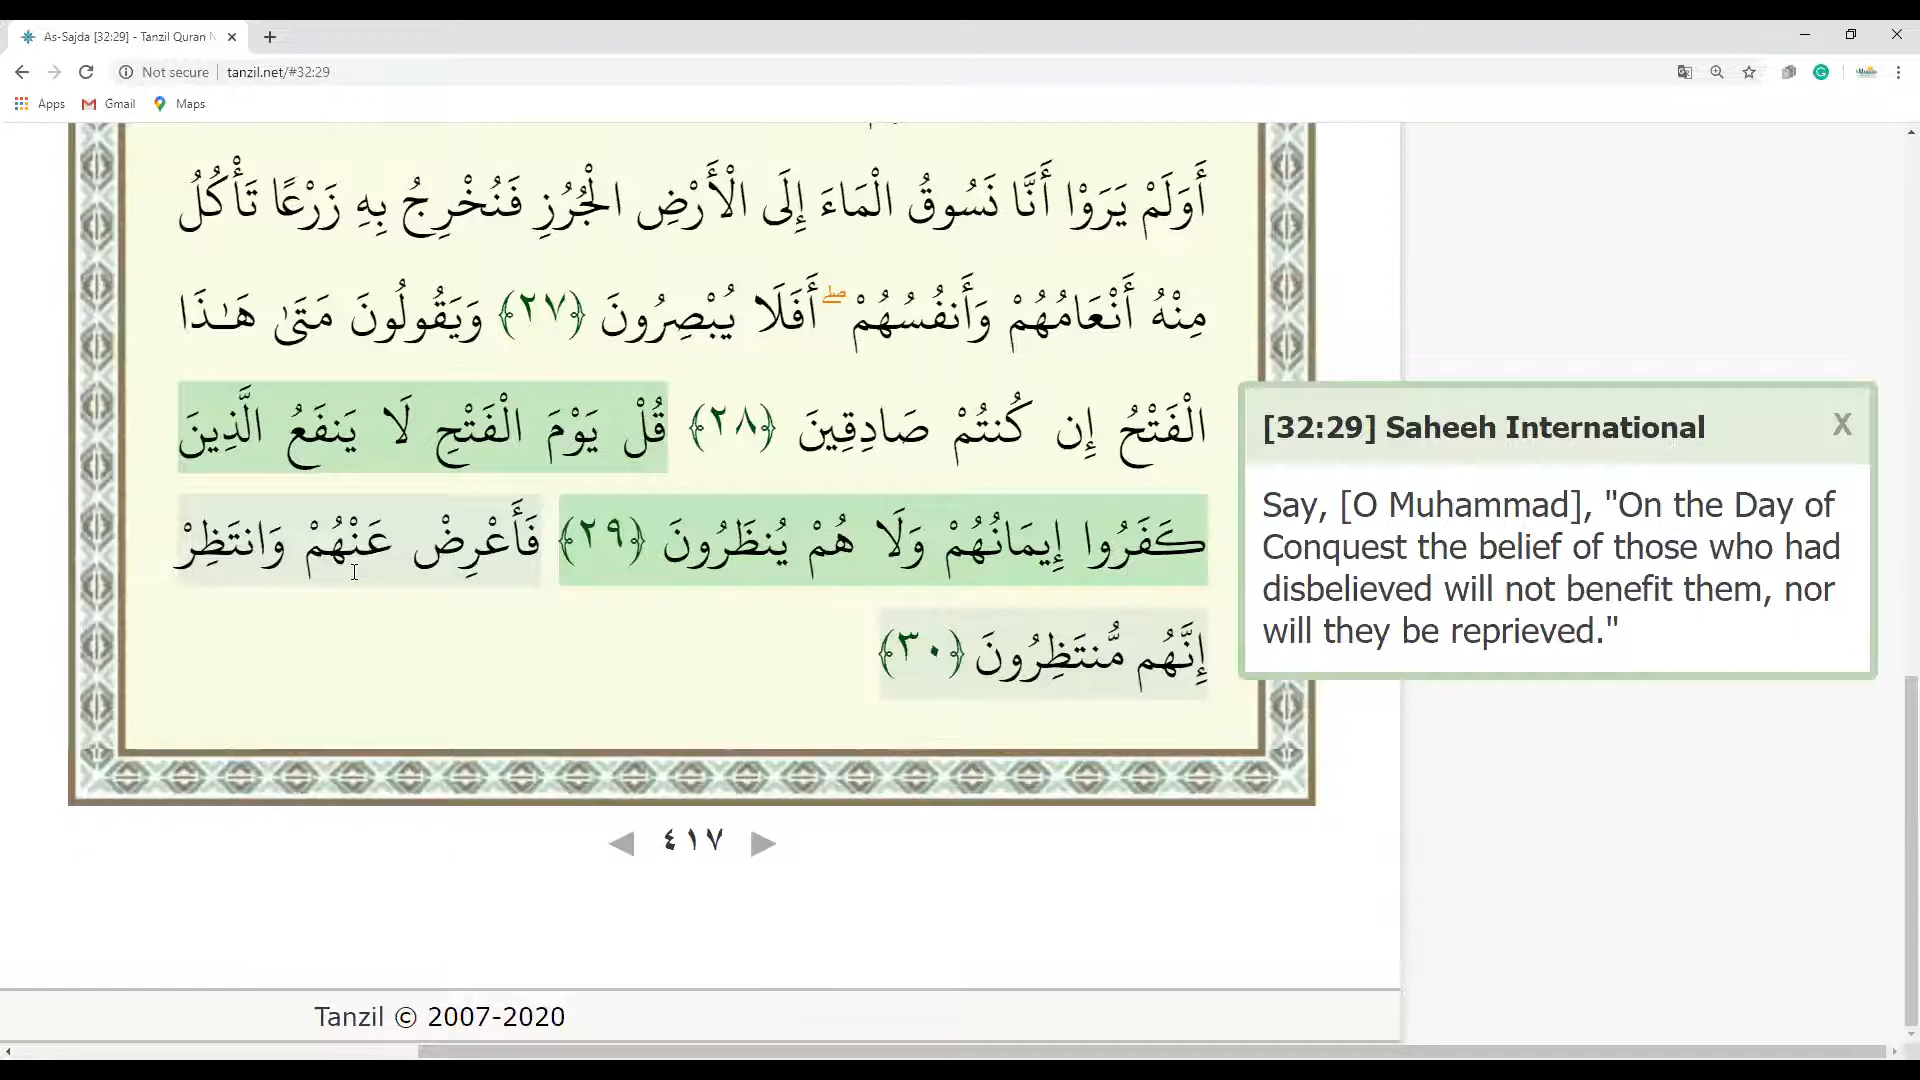 As-Sajda [32:29] - Tanzil Quran N
Not secure | tanzil.net/#32:29
Apps Gmail Maps
أَوَلَمْ يَرَوْا أَنَّا نَسُوقُ الْمَاءَ إِلَى الْأَرْضِ الْجُرُزِ فَنُخْرِجُ بِهِ زَرْعًا تَأْكُلُ
مِنْهُ أَنْعَامُهُمْ وَأَنفُسُهُمْ ۖ أَفَلَا يُبْصِرُونَ ﴿٢٧﴾ وَيَقُولُونَ مَتَىٰ هَـٰذَا
الْفَتْحُ إِن كُنتُمْ صَادِقِينَ ﴿٢٨﴾ قُلْ يَوْمَ الْفَتْحِ لَا يَنفَعُ الَّذِينَ
كَفَرُوا إِيمَانُهُمْ وَلَا هُمْ يُنظَرُونَ ﴿٢٩﴾ فَأَعْرِضْ عَنْهُمْ وَانتَظِرْ
إِنَّهُم مُّنتَظِرُونَ ﴿٣٠﴾
[32:29] Saheeh International X
Say, [O Muhammad], "On the Day of
Conquest the belief of those who had
disbelieved will not benefit them, nor
will they be reprieved."
٤١٧
Tanzil © 2007-2020